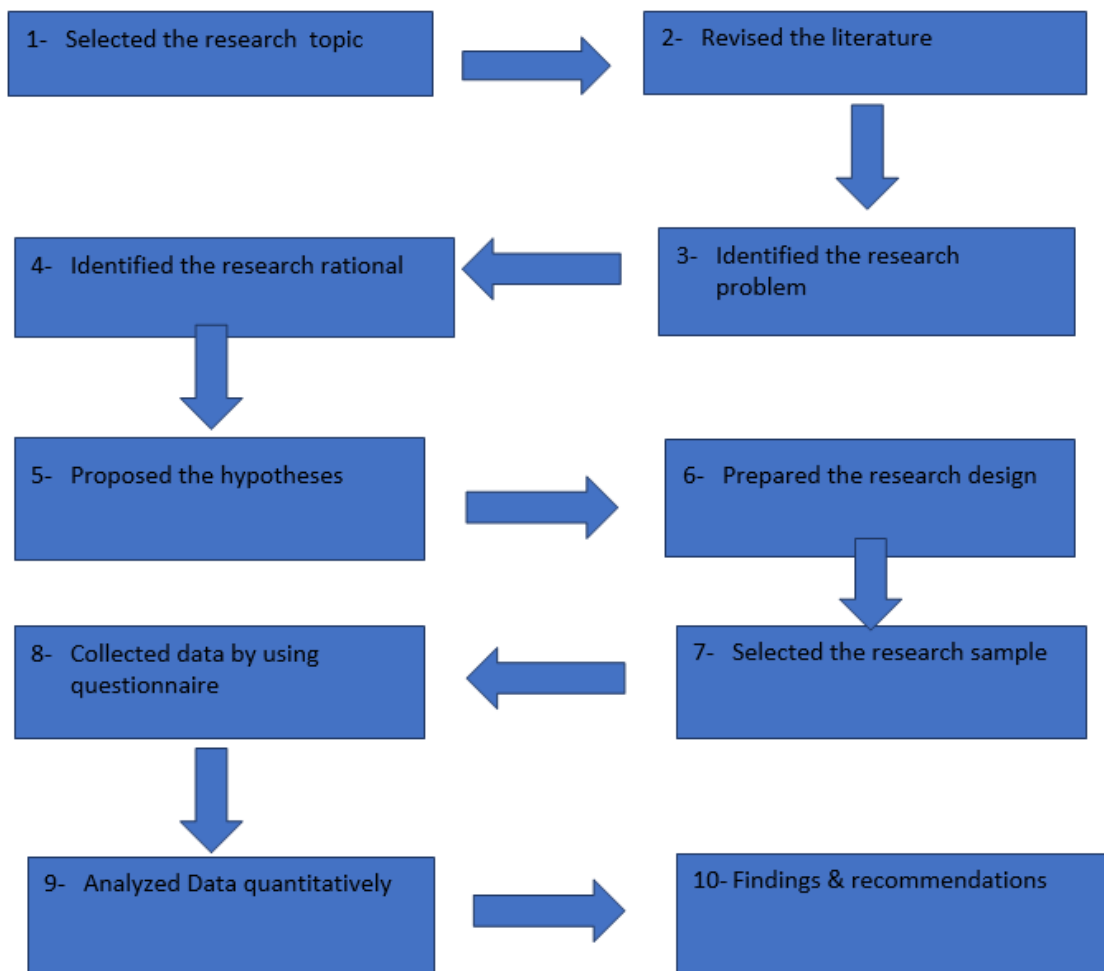 1- Selected the research topic
2- Revised the literature
3- Identified the research
problem
4- Identified the research rational
5- Proposed the hypotheses
6- Prepared the research design
7- Selected the research sample
8- Collected data by using
questionnaire
9- Analyzed Data quantitatively
10- Findings & recommendations